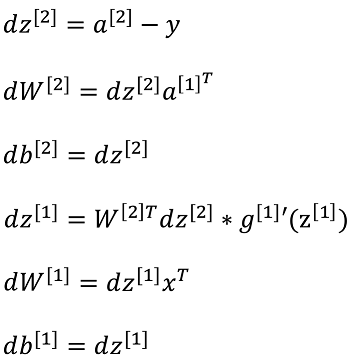 dz^{[2]} = a^{[2]} − y
dW^{[2]} = dz^{[2]}a^{[1]^T}
db^{[2]} = dz^{[2]}
dz^{[1]} = W^{[2]T}dz^{[2]} * g^{[1]}′(z^{[1]})
dW^{[1]} = dz^{[1]}x^T
db^{[1]} = dz^{[1]}